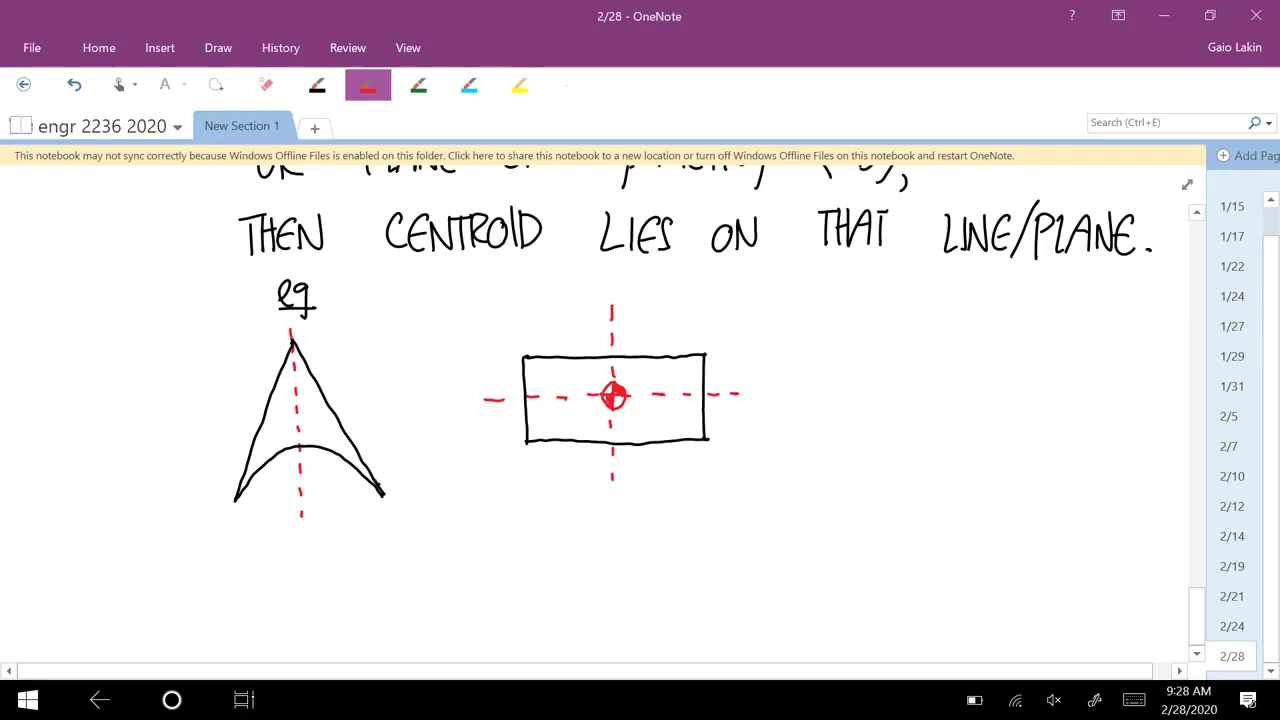 2/28 - OneNote
?
File Home Insert Draw History Review View
Gaio Lakin
A
engr 2236 2020
New Section 1
+
Search (Ctrl+E)
This notebook may not sync correctly because Windows Offline Files is enabled on this folder. Click here to share this notebook to a new location or turn off Windows Offline Files on this notebook and restart OneNote.
Add Pag
OR PLANE OF
THEN CENTROID LIES ON THAT LINE/PLANE.
eg
1/15
1/17
1/22
1/24
1/27
1/29
1/31
2/5
2/7
2/10
2/12
2/14
2/19
2/21
2/24
2/28
9:28 AM
2/28/2020